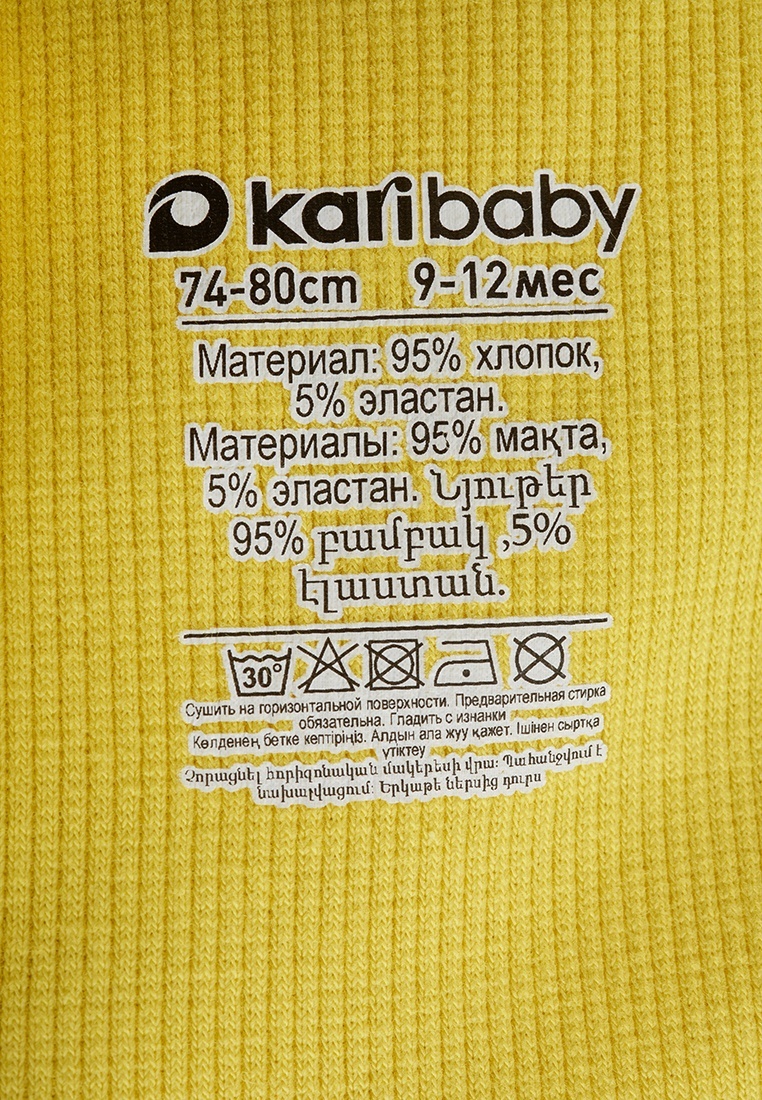 kari baby
74-80cm 9-12мес
Материал: 95% хлопок,
5% эластан.
Материалы: 95% мақта,
5% эластан. Նյութեր
95% բամբակ ,5%
էլաստան.
30°
Сушить на горизонтальной поверхности. Предварительная стирка
обязательна. Гладить с изнанки
Көлденең бетке кептіріңіз. Алдын ала жуу қажет. Ішінен сыртқа
үтіктеу
Չորացնել հորիզոնական մակերեսի վրա: Պահանջվում է
նախալվացում: Երկաթե ներսից դուրս